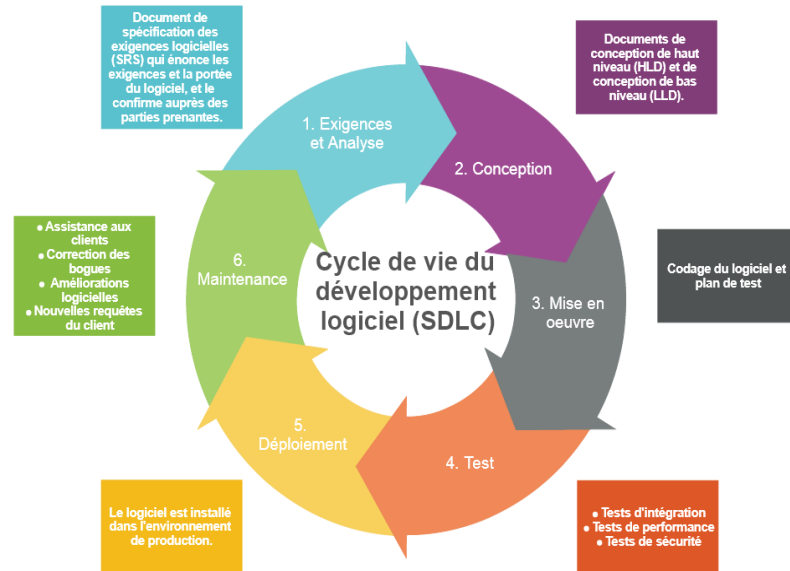 Document de
spécification des
exigences logicielles
(SRS) qui énonce les
exigences et la portée
du logiciel, et le
confirme auprès des
parties prenantes.
Documents de
conception de haut
niveau (HLD) et de
conception de bas
niveau (LLD).
1. Exigences
et Analyse
2. Conception
● Assistance aux
clients
● Correction des
bogues
● Améliorations
logicielles
● Nouvelles requêtes
du client
6.
Maintenance
Cycle de vie du
développement
logiciel (SDLC)
3. Mise en
oeuvre
Codage du logiciel et
plan de test
5.
Déploiement
4. Test
Le logiciel est installé
dans l'environnement
de production.
● Tests d'intégration
● Tests de performance
● Tests de sécurité